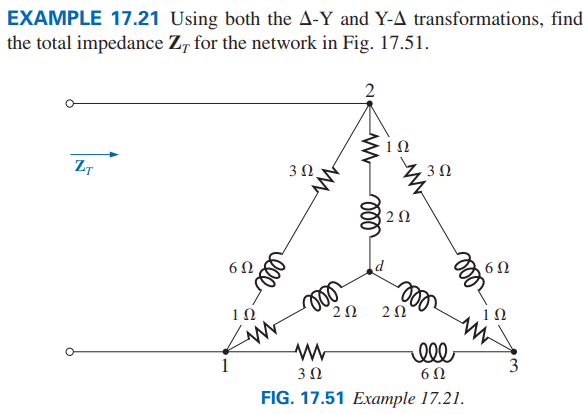 EXAMPLE 17.21 Using both the Δ-Y and Y-Δ transformations, find
the total impedance Z_T for the network in Fig. 17.51.
2
1 Ω
Z_T
3 Ω
3 Ω
2 Ω
6 Ω
d
6 Ω
1 Ω
2 Ω
2 Ω
1 Ω
1
3 Ω
6 Ω
3
FIG. 17.51 Example 17.21.